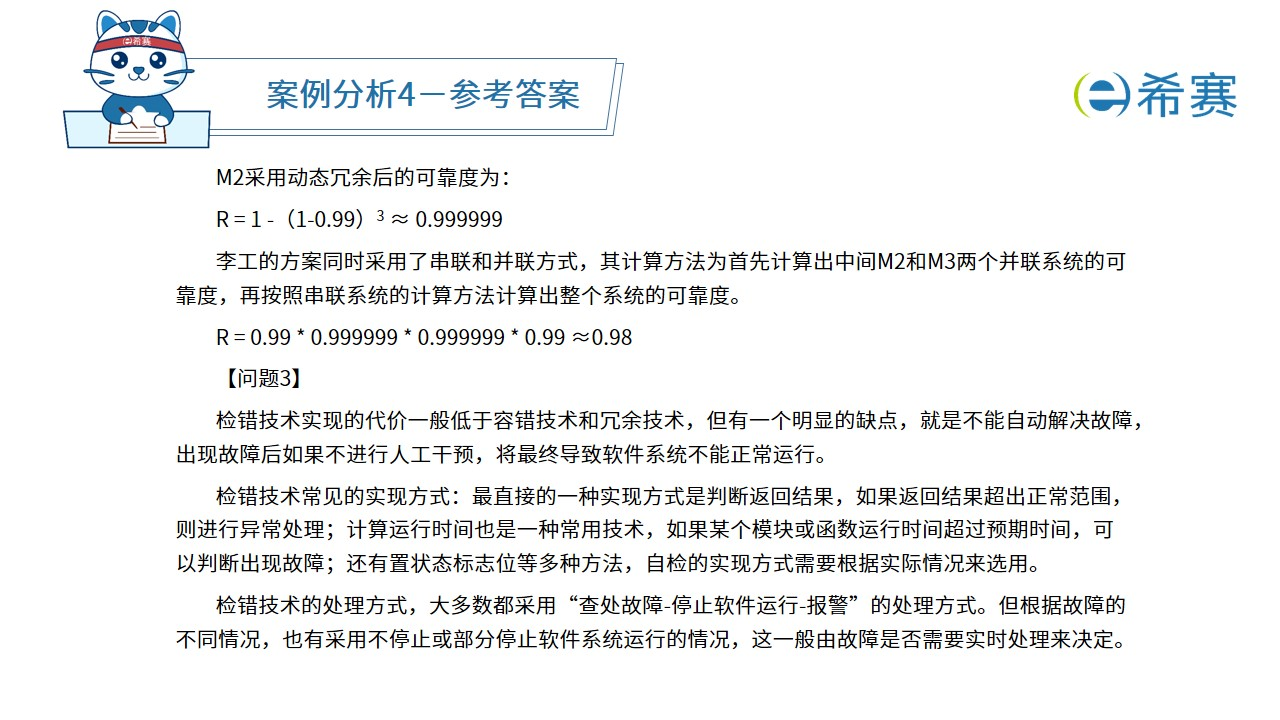 希赛
案例分析4－参考答案
希赛
M2采用动态冗余后的可靠度为：
R = 1 -（1-0.99）³ ≈ 0.999999
李工的方案同时采用了串联和并联方式，其计算方法为首先计算出中间M2和M3两个并联系统的可
靠度，再按照串联系统的计算方法计算出整个系统的可靠度。
R = 0.99 * 0.999999 * 0.999999 * 0.99 ≈0.98
【问题3】
检错技术实现的代价一般低于容错技术和冗余技术，但有一个明显的缺点，就是不能自动解决故障，
出现故障后如果不进行人工干预，将最终导致软件系统不能正常运行。
检错技术常见的实现方式：最直接的一种实现方式是判断返回结果，如果返回结果超出正常范围，
则进行异常处理；计算运行时间也是一种常用技术，如果某个模块或函数运行时间超过预期时间，可
以判断出现故障；还有置状态标志位等多种方法，自检的实现方式需要根据实际情况来选用。
检错技术的处理方式，大多数都采用“查处故障-停止软件运行-报警”的处理方式。但根据故障的
不同情况，也有采用不停止或部分停止软件系统运行的情况，这一般由故障是否需要实时处理来决定。